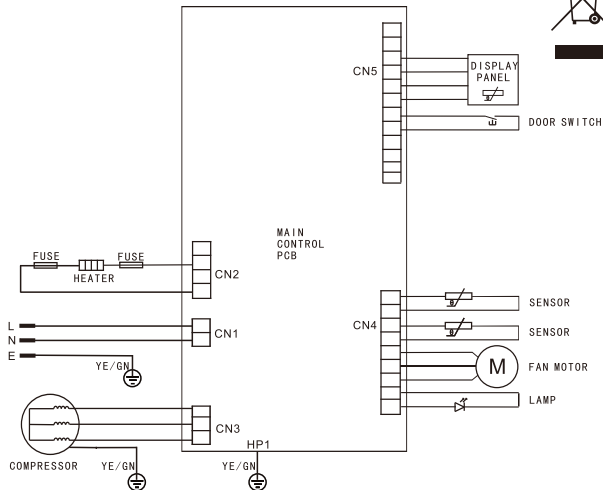 CN5
DISPLAY
PANEL
DOOR SWITCH
MAIN
CONTROL
PCB
FUSE
FUSE
HEATER
CN2
L
N
E
CN1
YE/GN
CN4
SENSOR
SENSOR
M
FAN MOTOR
LAMP
CN3
COMPRESSOR
YE/GN
HP1
YE/GN